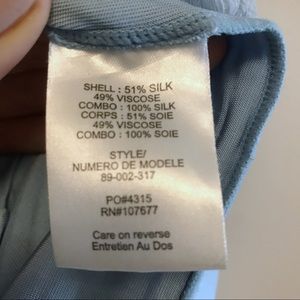 SHELL : 51% SILK
49% VISCOSE
COMBO : 100% SILK
CORPS : 51% SOIE
49% VISCOSE
COMBO : 100% SOIE
STYLE/
NUMERO DE MODELE
89-002-317
PO#4315
RN#107677
Care on reverse
Entretien Au Dos